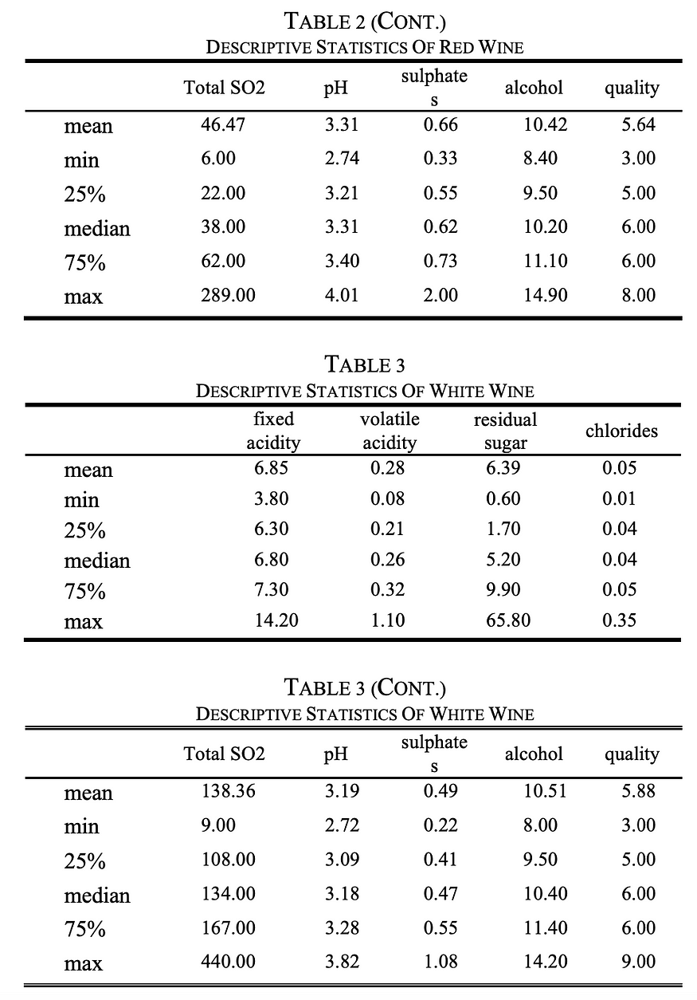 TABLE 2 (CONT.)
DESCRIPTIVE STATISTICS OF RED WINE
Total SO2 pH sulphate s alcohol quality
mean 46.47 3.31 0.66 10.42 5.64
min 6.00 2.74 0.33 8.40 3.00
25% 22.00 3.21 0.55 9.50 5.00
median 38.00 3.31 0.62 10.20 6.00
75% 62.00 3.40 0.73 11.10 6.00
max 289.00 4.01 2.00 14.90 8.00
TABLE 3
DESCRIPTIVE STATISTICS OF WHITE WINE
fixed acidity volatile acidity residual sugar chlorides
mean 6.85 0.28 6.39 0.05
min 3.80 0.08 0.60 0.01
25% 6.30 0.21 1.70 0.04
median 6.80 0.26 5.20 0.04
75% 7.30 0.32 9.90 0.05
max 14.20 1.10 65.80 0.35
TABLE 3 (CONT.)
DESCRIPTIVE STATISTICS OF WHITE WINE
Total SO2 pH sulphate s alcohol quality
mean 138.36 3.19 0.49 10.51 5.88
min 9.00 2.72 0.22 8.00 3.00
25% 108.00 3.09 0.41 9.50 5.00
median 134.00 3.18 0.47 10.40 6.00
75% 167.00 3.28 0.55 11.40 6.00
max 440.00 3.82 1.08 14.20 9.00